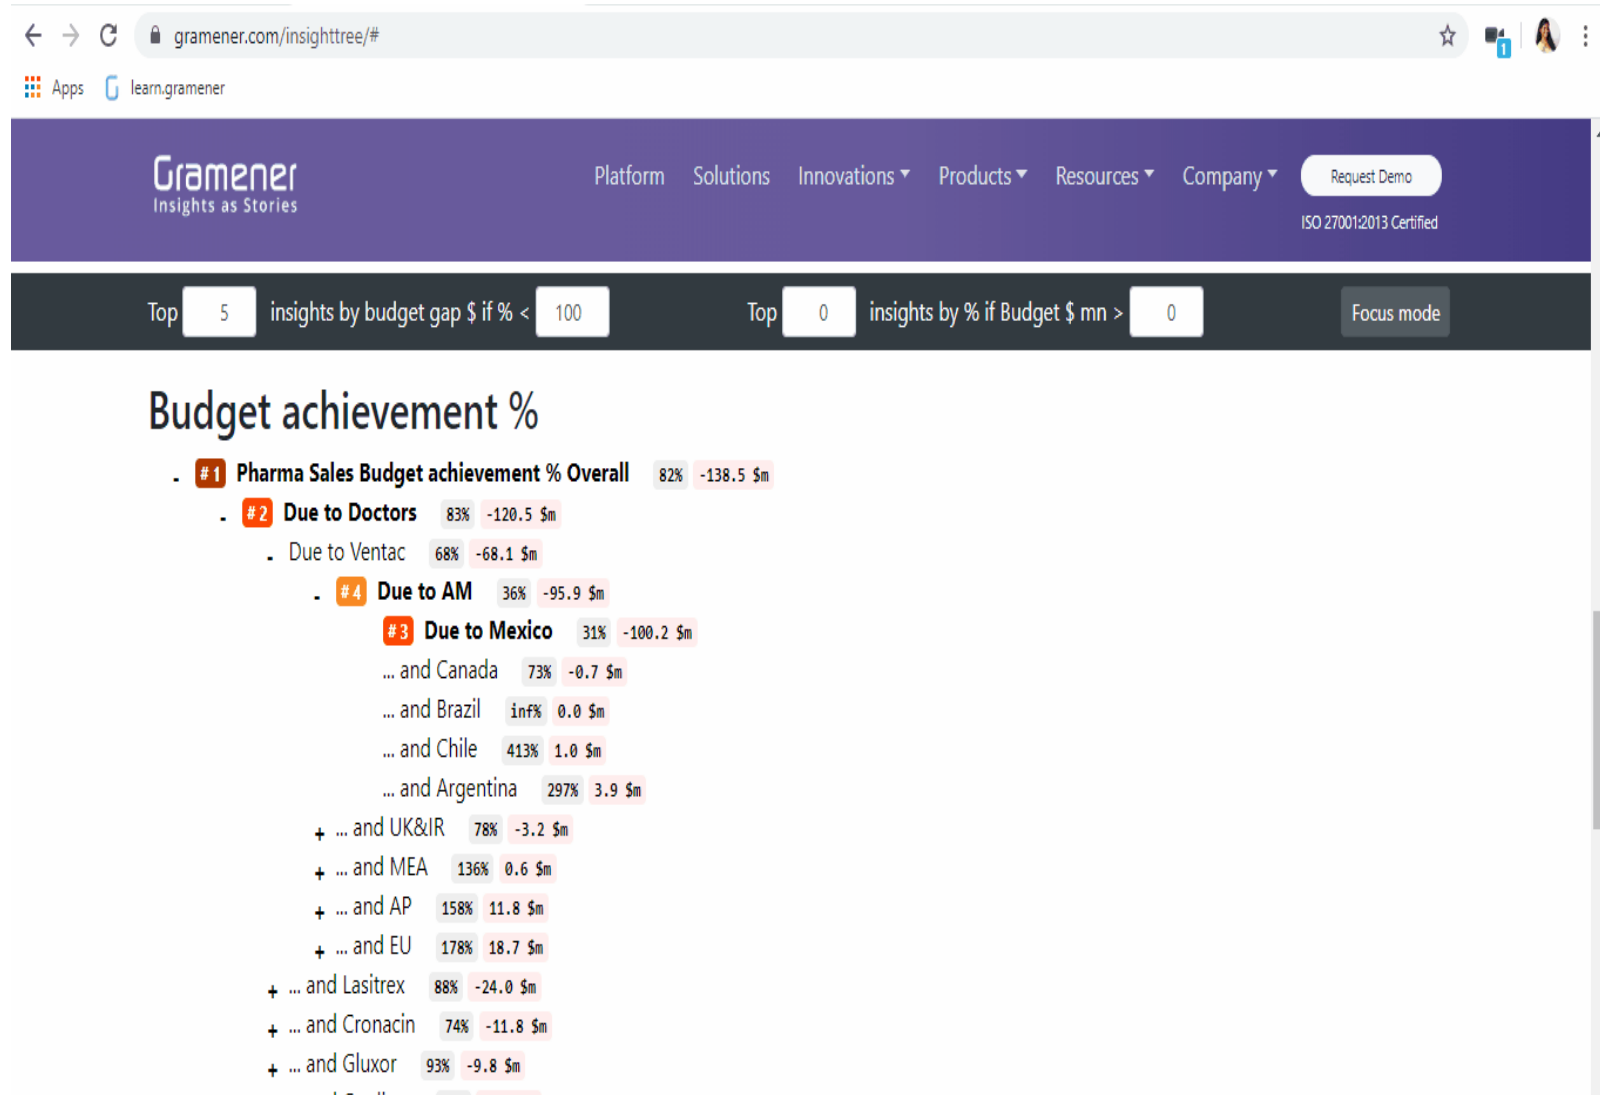 gramener.com/insighttree/#
1
Apps learn.gramener
Gramener
Insights as Stories
Platform Solutions Innovations Products Resources Company Request Demo
ISO 27001:2013 Certified
Top 5 insights by budget gap $ if % < 100 Top 0 insights by % if Budget $ mn > 0 Focus mode
Budget achievement %
- #1 Pharma Sales Budget achievement % Overall 82% -138.5 $m
- #2 Due to Doctors 83% -120.5 $m
- Due to Ventac 68% -68.1 $m
- #4 Due to AM 36% -95.9 $m
#3 Due to Mexico 31% -100.2 $m
... and Canada 73% -0.7 $m
... and Brazil inf% 0.0 $m
... and Chile 413% 1.0 $m
... and Argentina 297% 3.9 $m
+ ... and UK&IR 78% -3.2 $m
+ ... and MEA 136% 0.6 $m
+ ... and AP 158% 11.8 $m
+ ... and EU 178% 18.7 $m
+ ... and Lasitrex 88% -24.0 $m
+ ... and Cronacin 74% -11.8 $m
+ ... and Gluxor 93% -9.8 $m